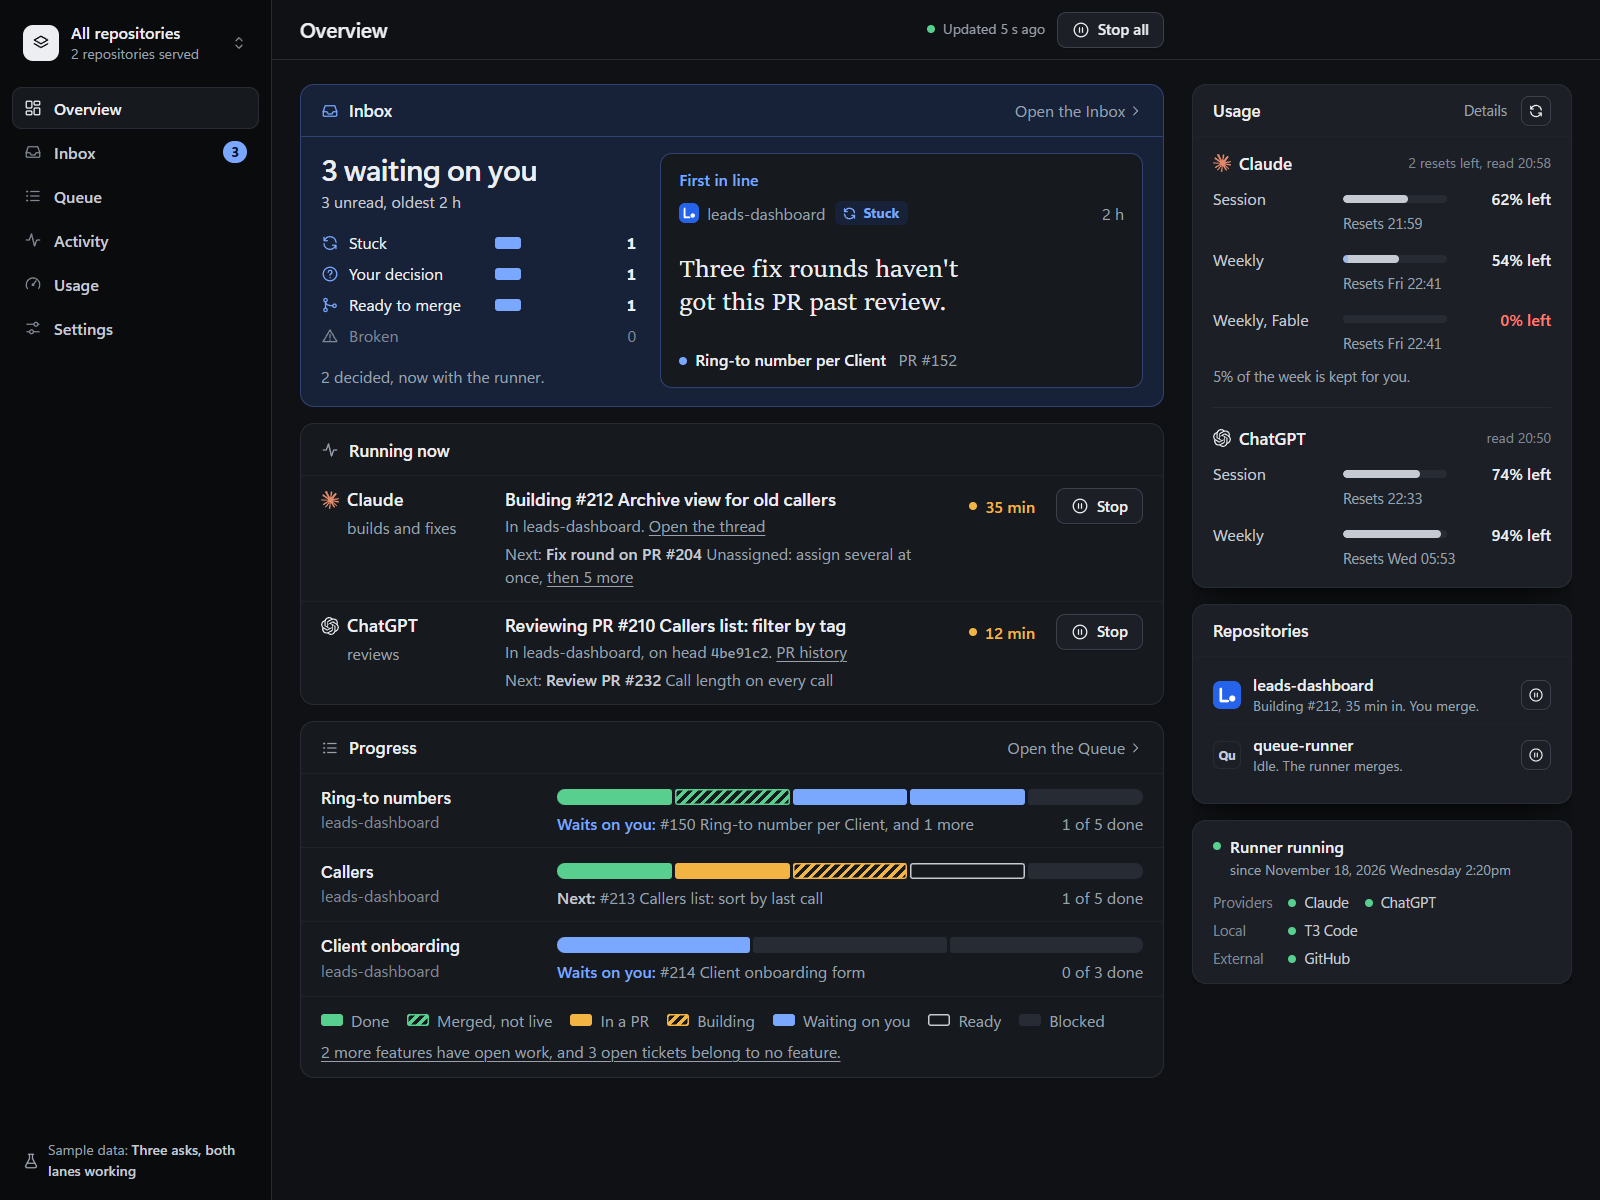 All repositories
2 repositories served
Overview
Inbox
3
Queue
Activity
Usage
Settings
Sample data: Three asks, both
lanes working
Overview
Updated 5 s ago
Stop all
Inbox
Open the Inbox
3 waiting on you
3 unread, oldest 2 h
Stuck 1
Your decision 1
Ready to merge 1
Broken 0
2 decided, now with the runner.
First in line
L. leads-dashboard Stuck 2 h
Three fix rounds haven't
got this PR past review.
Ring-to number per Client PR #152
Running now
Claude
builds and fixes
Building #212 Archive view for old callers
In leads-dashboard. Open the thread
Next: Fix round on PR #204 Unassigned: assign several at
once, then 5 more
35 min
Stop
ChatGPT
reviews
Reviewing PR #210 Callers list: filter by tag
In leads-dashboard, on head 4be91c2. PR history
Next: Review PR #232 Call length on every call
12 min
Stop
Progress
Open the Queue
Ring-to numbers
leads-dashboard
Waits on you: #150 Ring-to number per Client, and 1 more
1 of 5 done
Callers
leads-dashboard
Next: #213 Callers list: sort by last call
1 of 5 done
Client onboarding
leads-dashboard
Waits on you: #214 Client onboarding form
0 of 3 done
Done Merged, not live In a PR Building Waiting on you Ready Blocked
2 more features have open work, and 3 open tickets belong to no feature.
Usage
Details
Claude
2 resets left, read 20:58
Session 62% left
Resets 21:59
Weekly 54% left
Resets Fri 22:41
Weekly, Fable 0% left
Resets Fri 22:41
5% of the week is kept for you.
ChatGPT
read 20:50
Session 74% left
Resets 22:33
Weekly 94% left
Resets Wed 05:53
Repositories
L.
leads-dashboard
Building #212, 35 min in. You merge.
Qu
queue-runner
Idle. The runner merges.
Runner running
since November 18, 2026 Wednesday 2:20pm
Providers Claude ChatGPT
Local T3 Code
External GitHub